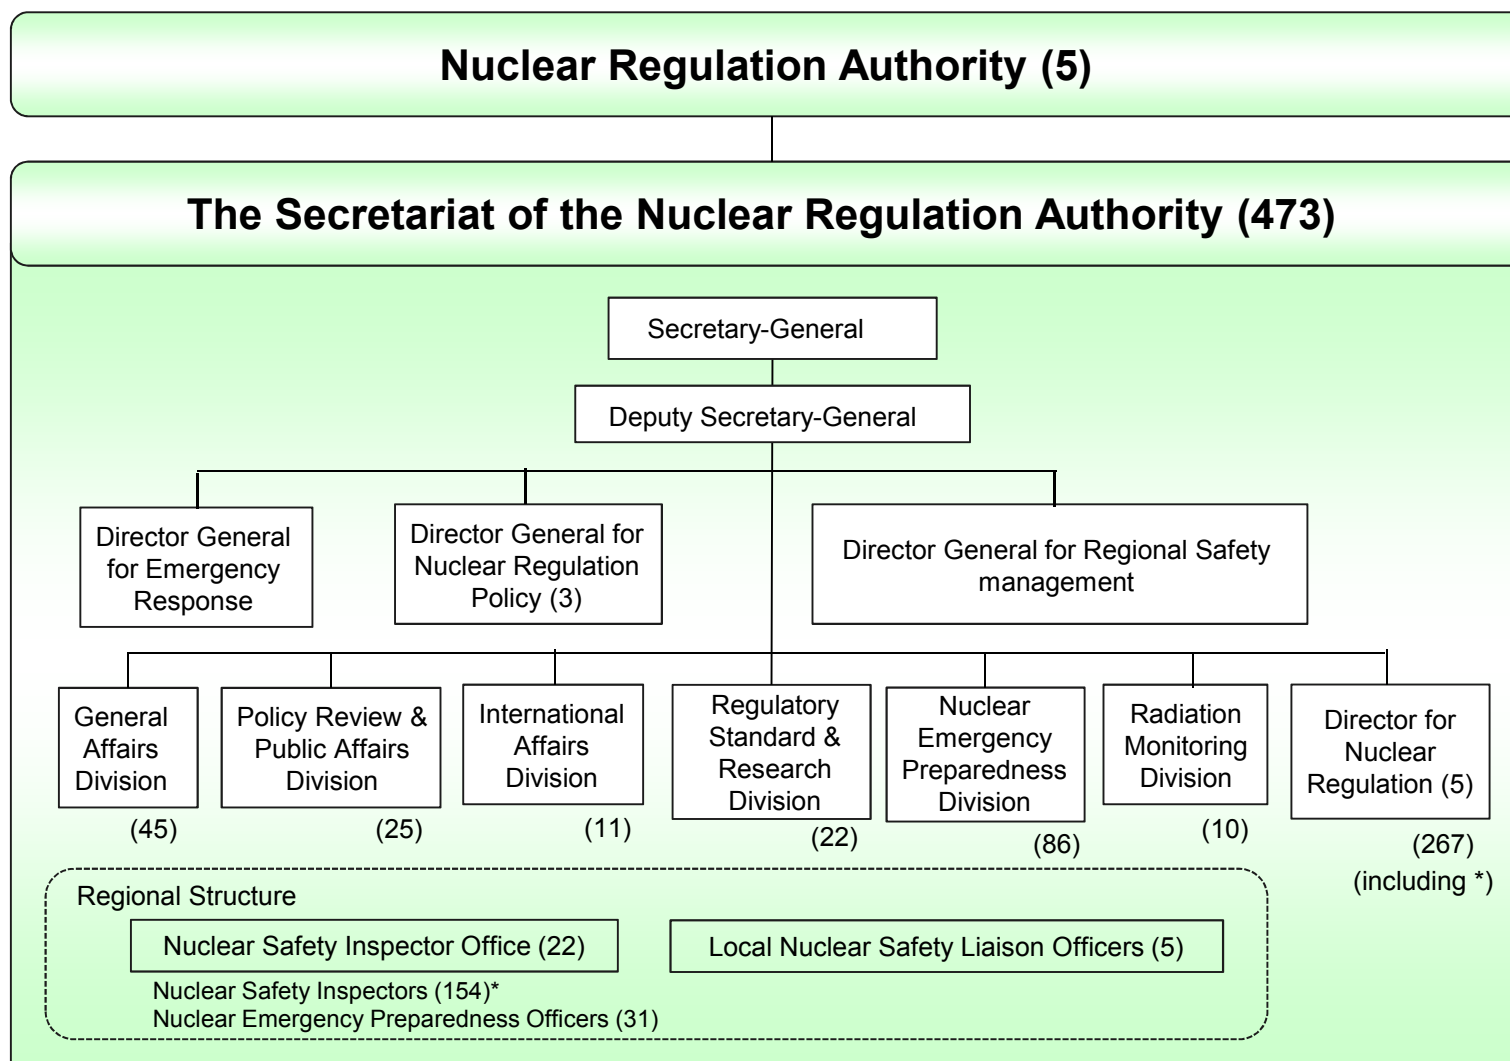 Nuclear Regulation Authority (5)
The Secretariat of the Nuclear Regulation Authority (473)
Secretary-General
Deputy Secretary-General
Director General
for Emergency
Response
Director General for
Nuclear Regulation
Policy (3)
Director General for Regional Safety
management
General
Affairs
Division
(45)
Policy Review &
Public Affairs
Division
(25)
International
Affairs
Division
(11)
Regulatory
Standard &
Research
Division
(22)
Nuclear
Emergency
Preparedness
Division
(86)
Radiation
Monitoring
Division
(10)
Director for
Nuclear
Regulation (5)
(267)
(including *)
Regional Structure
Nuclear Safety Inspector Office (22)
Local Nuclear Safety Liaison Officers (5)
Nuclear Safety Inspectors (154)*
Nuclear Emergency Preparedness Officers (31)